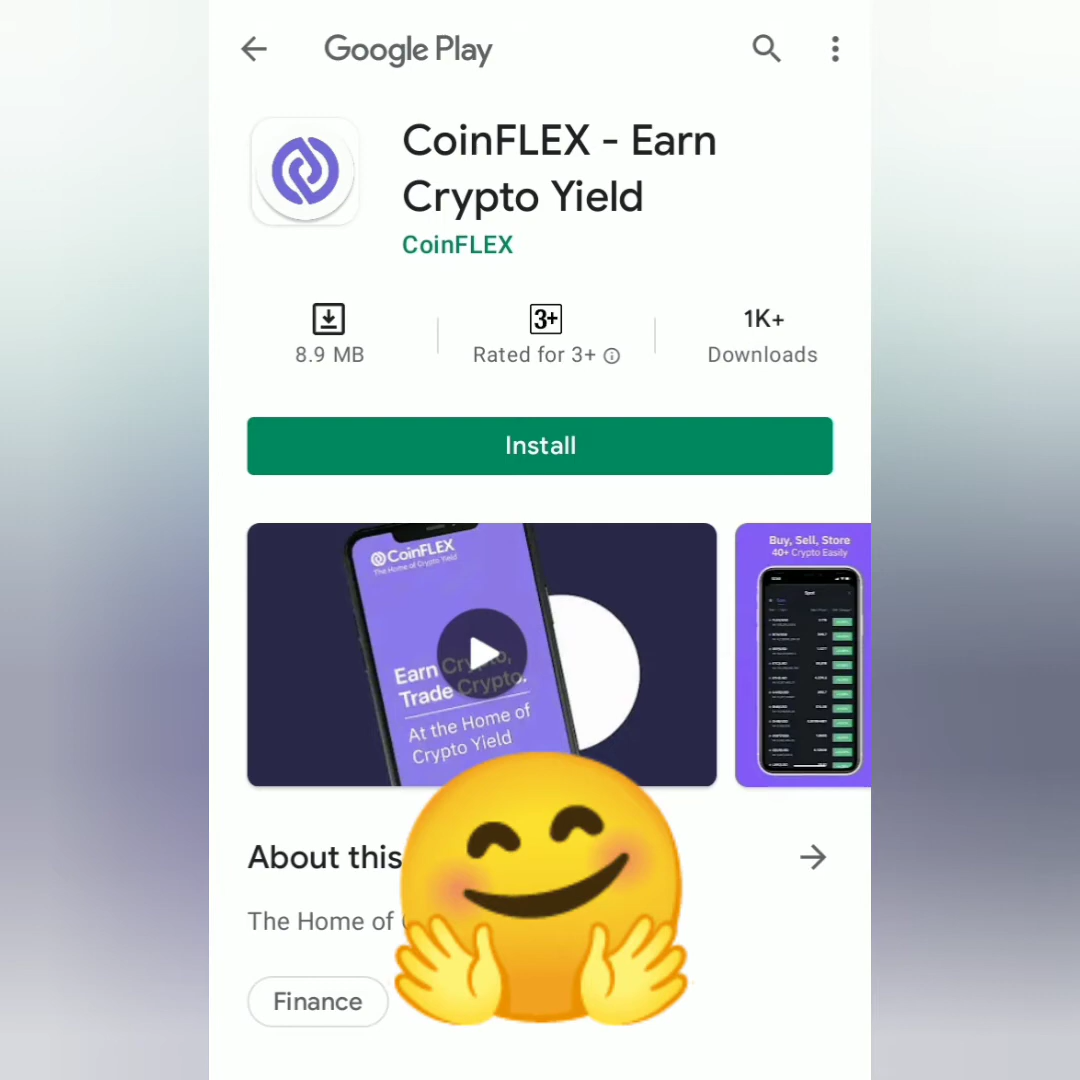 Google Play
CoinFLEX - Earn
Crypto Yield
CoinFLEX
3+
1K+
8.9 MB
Rated for 3+
Downloads
Install
CoinFLEX
The Home of Crypto Yield
Earn Crypto,
Trade Crypto.
At the Home of
Crypto Yield
Buy, Sell, Store
40+ Crypto Easily
About this
The Home of
Finance